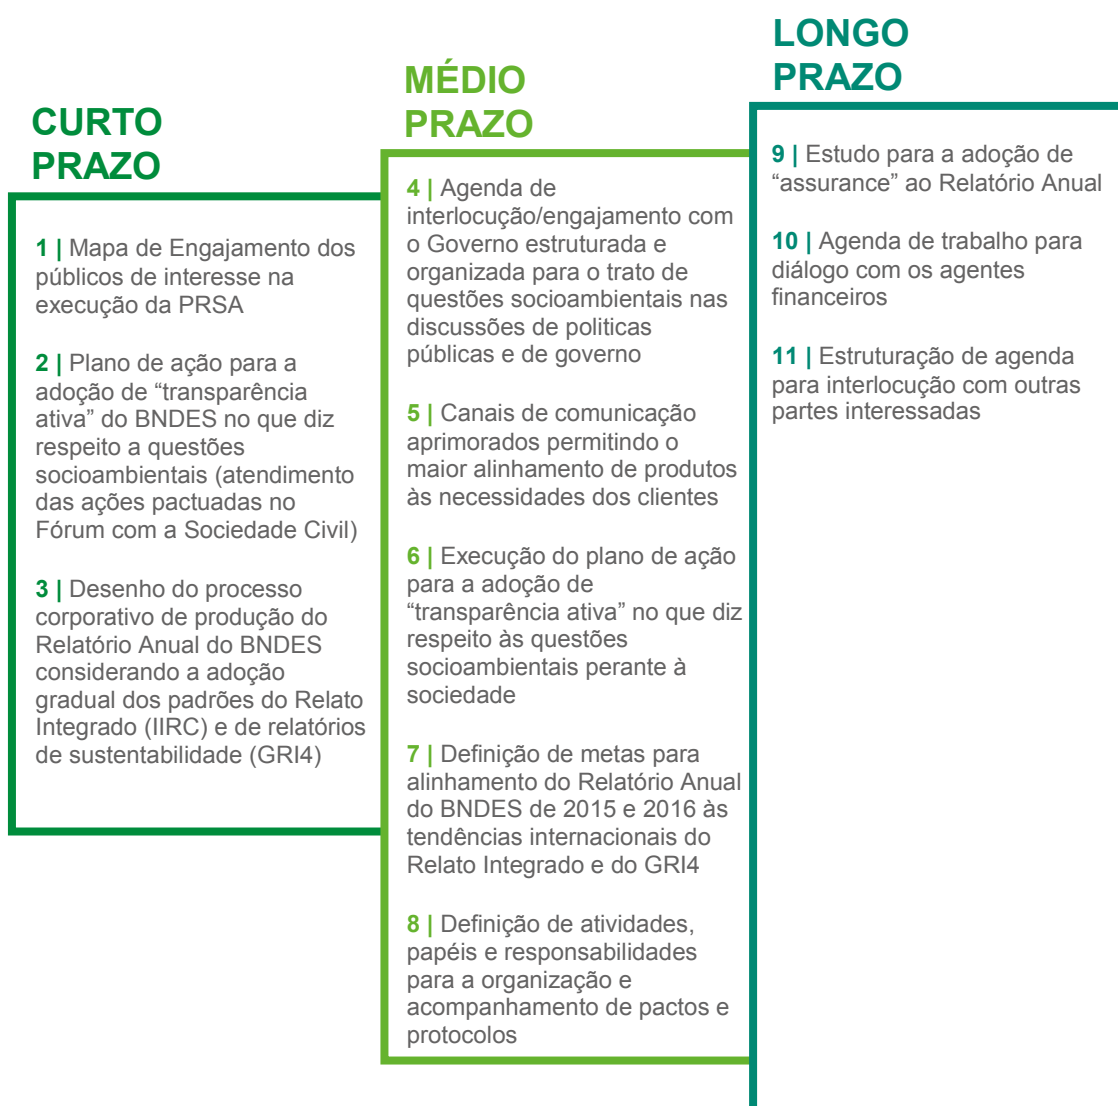 CURTO
PRAZO
1 | Mapa de Engajamento dos
públicos de interesse na
execução da PRSA
2 | Plano de ação para a
adoção de “transparência
ativa” do BNDES no que diz
respeito a questões
socioambientais (atendimento
das ações pactuadas no
Fórum com a Sociedade Civil)
3 | Desenho do processo
corporativo de produção do
Relatório Anual do BNDES
considerando a adoção
gradual dos padrões do Relato
Integrado (IIRC) e de relatórios
de sustentabilidade (GRI4)
MÉDIO
PRAZO
4 | Agenda de
interlocução/engajamento com
o Governo estruturada e
organizada para o trato de
questões socioambientais nas
discussões de politicas
públicas e de governo
5 | Canais de comunicação
aprimorados permitindo o
maior alinhamento de produtos
às necessidades dos clientes
6 | Execução do plano de ação
para a adoção de
“transparência ativa” no que diz
respeito às questões
socioambientais perante à
sociedade
7 | Definição de metas para
alinhamento do Relatório Anual
do BNDES de 2015 e 2016 às
tendências internacionais do
Relato Integrado e do GRI4
8 | Definição de atividades,
papéis e responsabilidades
para a organização e
acompanhamento de pactos e
protocolos
LONGO
PRAZO
9 | Estudo para a adoção de
“assurance” ao Relatório Anual
10 | Agenda de trabalho para
diálogo com os agentes
financeiros
11 | Estruturação de agenda
para interlocução com outras
partes interessadas